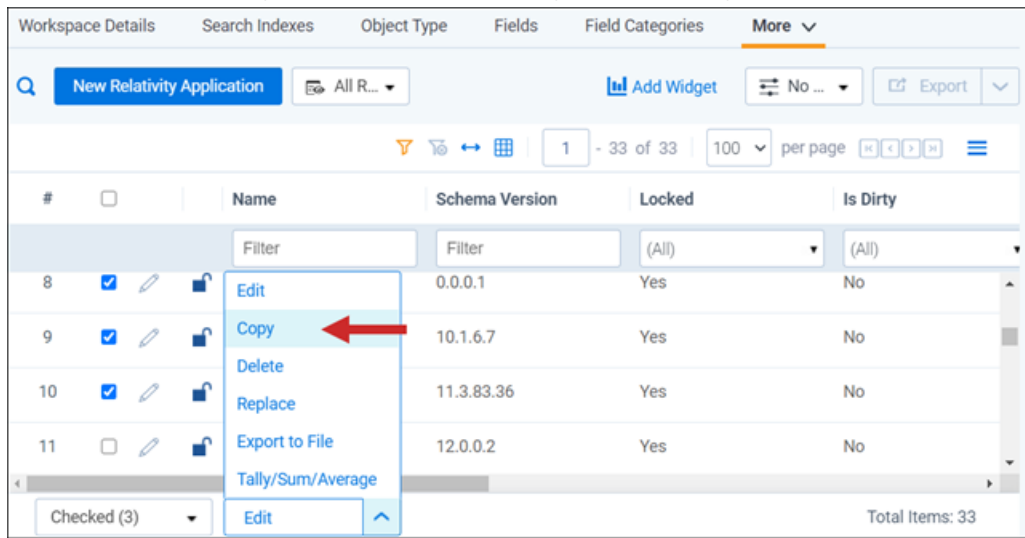 Workspace Details Search Indexes Object Type Fields Field Categories More
New Relativity Application All R... Add Widget No ... Export
1 - 33 of 33 100 per page
# Name Schema Version Locked Is Dirty
Filter Filter (All) (All)
8 0.0.0.1 Yes No
Edit
Copy
9 10.1.6.7 Yes No
Delete
10 11.3.83.36 Yes No
Replace
Export to File
11 12.0.0.2 Yes No
Tally/Sum/Average
Checked (3) Edit Total Items: 33